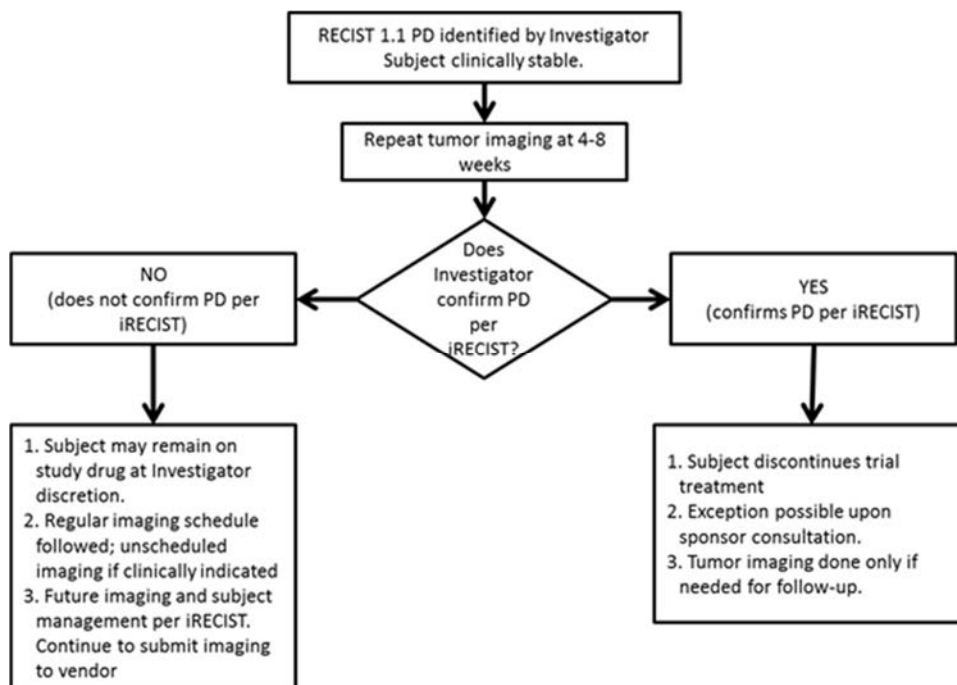 RECIST 1.1 PD identified by Investigator
Subject clinically stable.
Repeat tumor imaging at 4-8
weeks
Does
Investigator
confirm PD
per
iRECIST?
NO
(does not confirm PD per
iRECIST)
YES
(confirms PD per iRECIST)
1. Subject may remain on
study drug at Investigator
discretion.
2. Regular imaging schedule
followed; unscheduled
imaging if clinically indicated
3. Future imaging and subject
management per iRECIST.
Continue to submit imaging
to vendor
1. Subject discontinues trial
treatment
2. Exception possible upon
sponsor consultation.
3. Tumor imaging done only if
needed for follow-up.